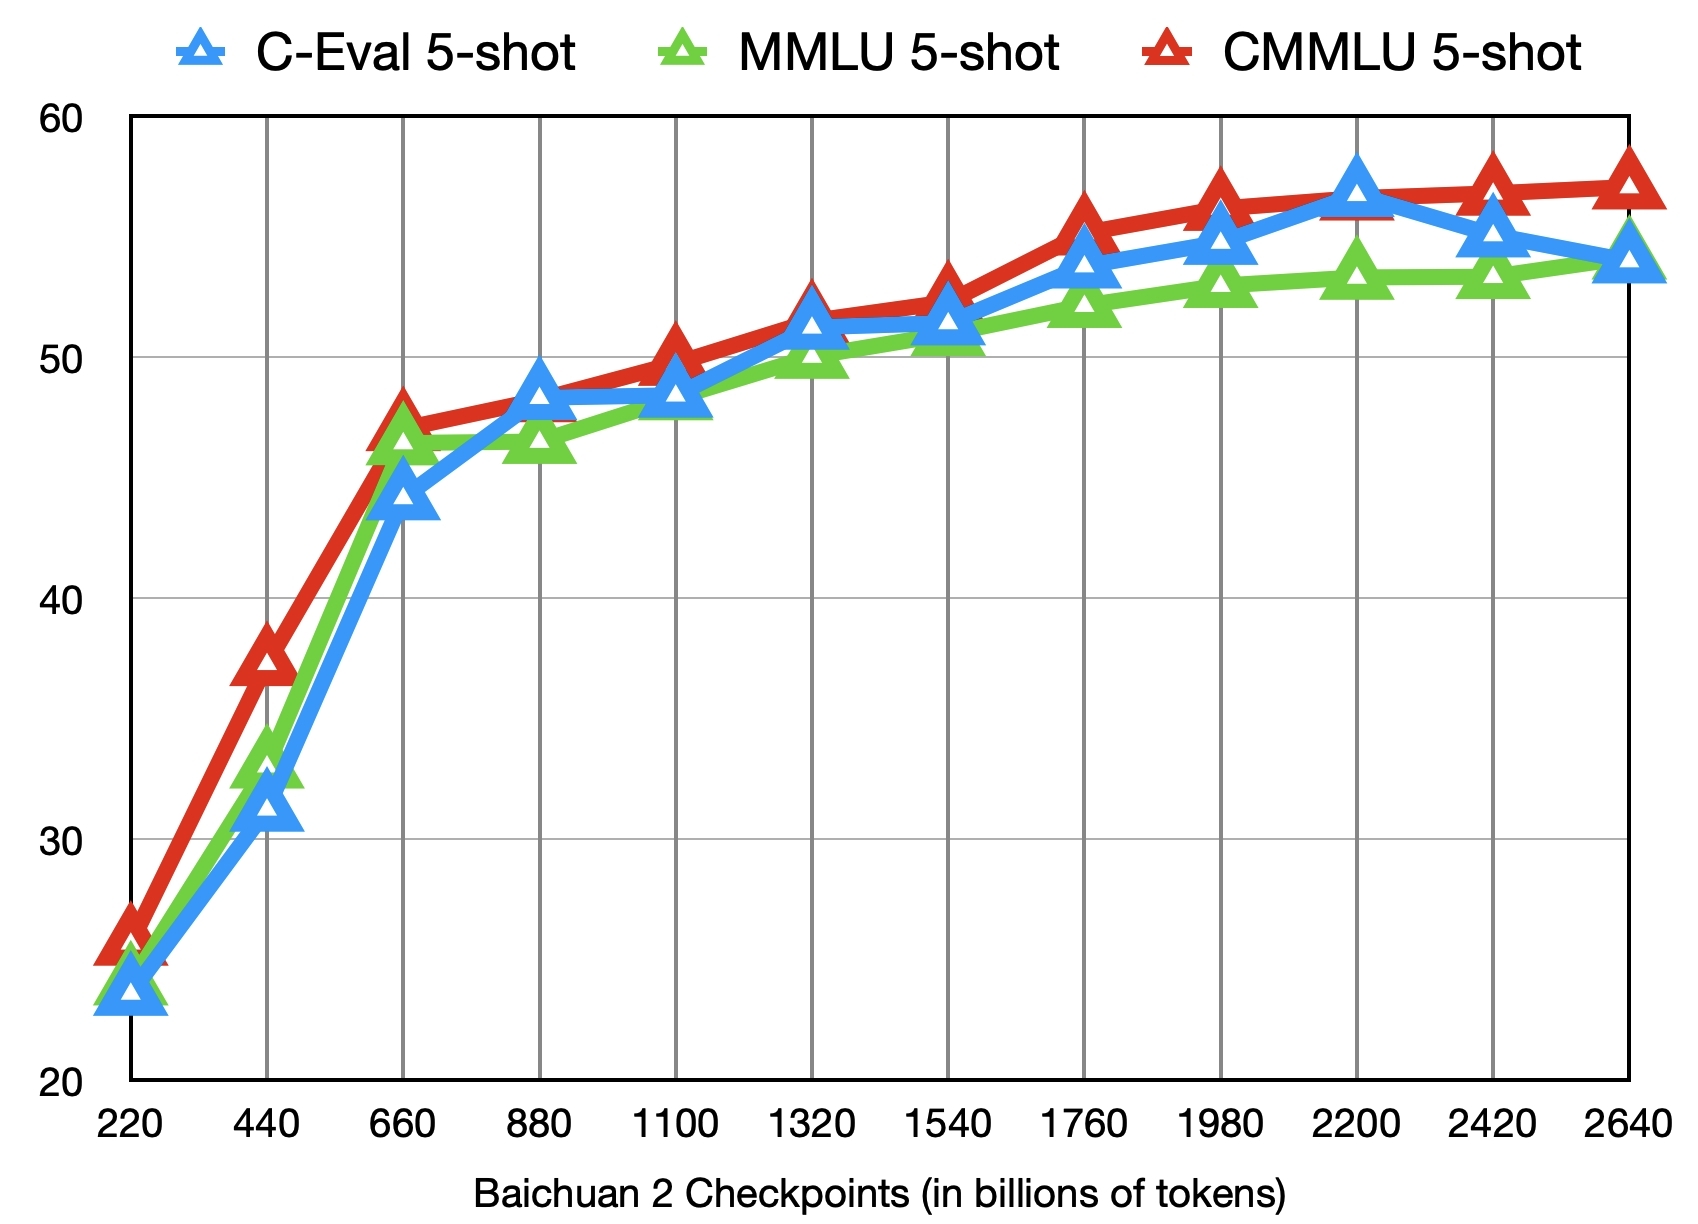 C-Eval 5-shot MMLU 5-shot CMMLU 5-shot
60
50
40
30
20
220 440 660 880 1100 1320 1540 1760 1980 2200 2420 2640
Baichuan 2 Checkpoints (in billions of tokens)